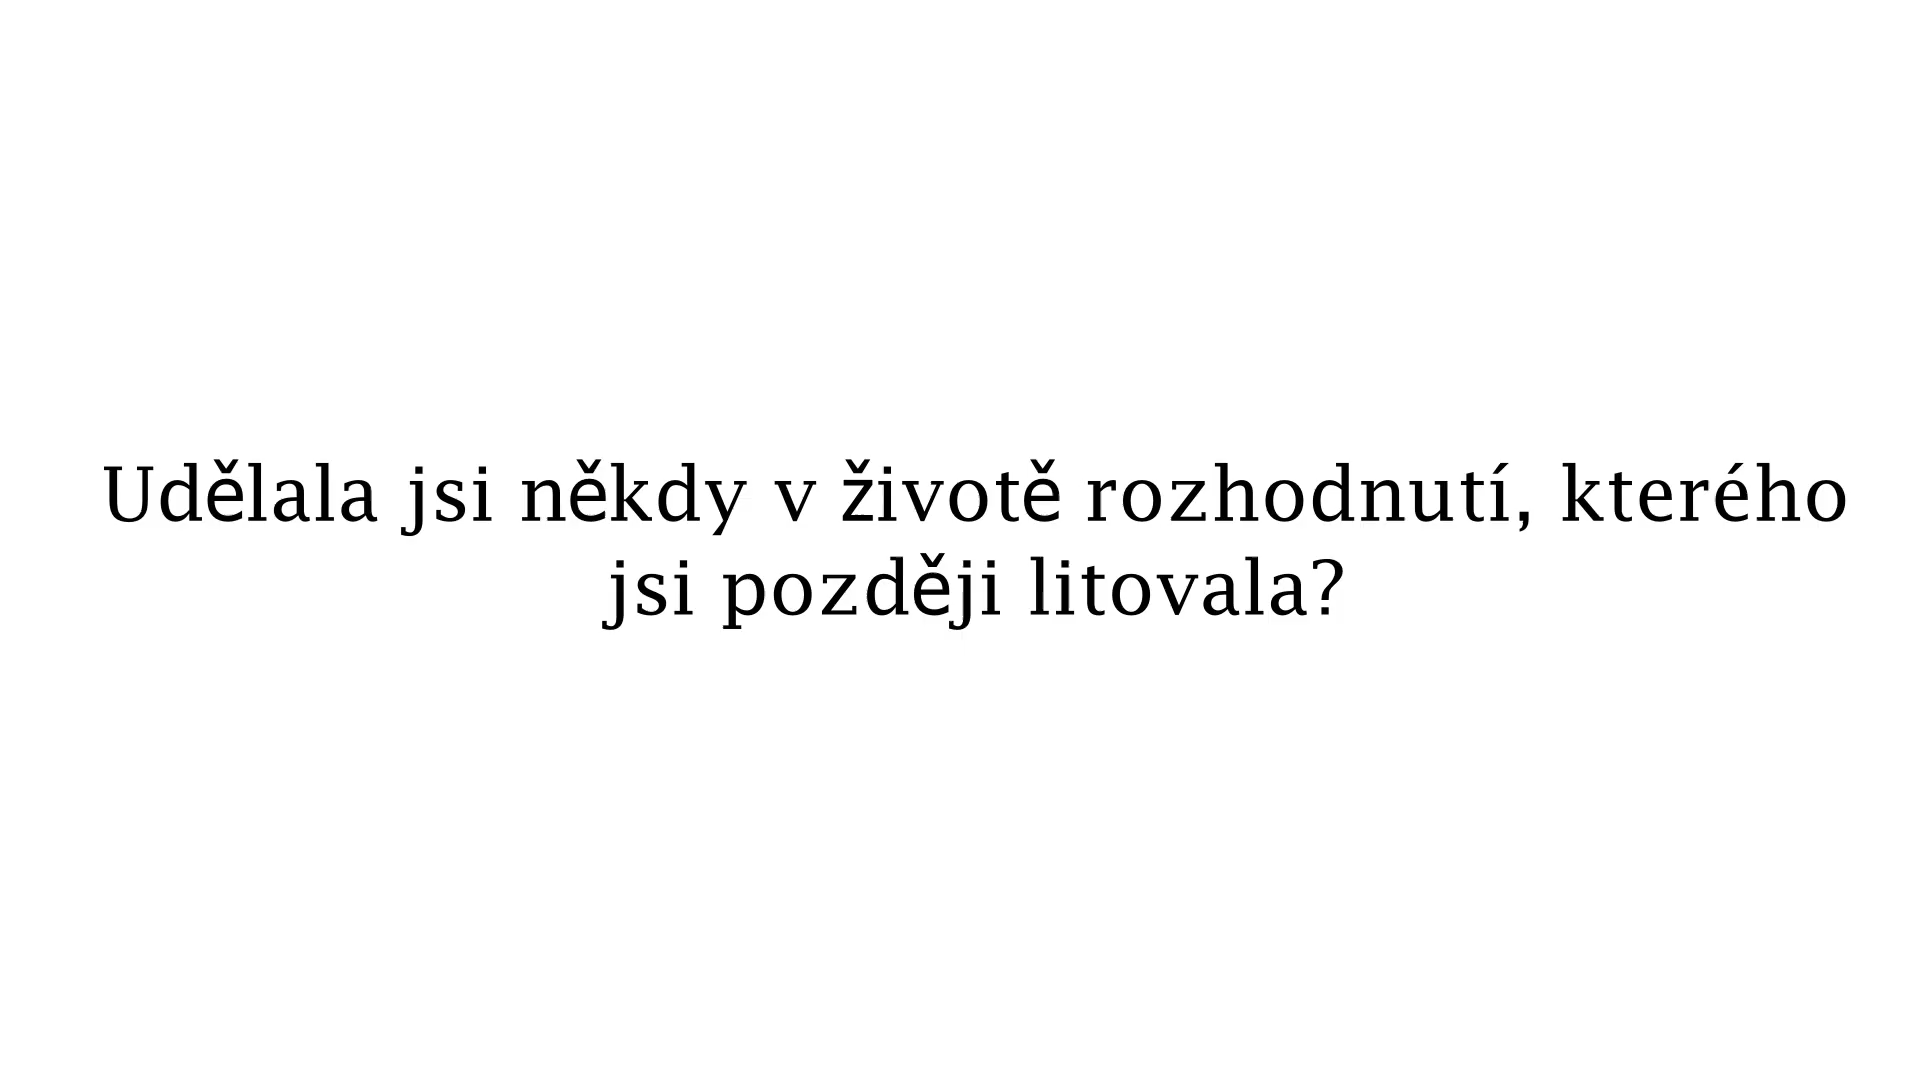 Udělala jsi někdy v životě rozhodnutí, kterého
jsi později litovala?